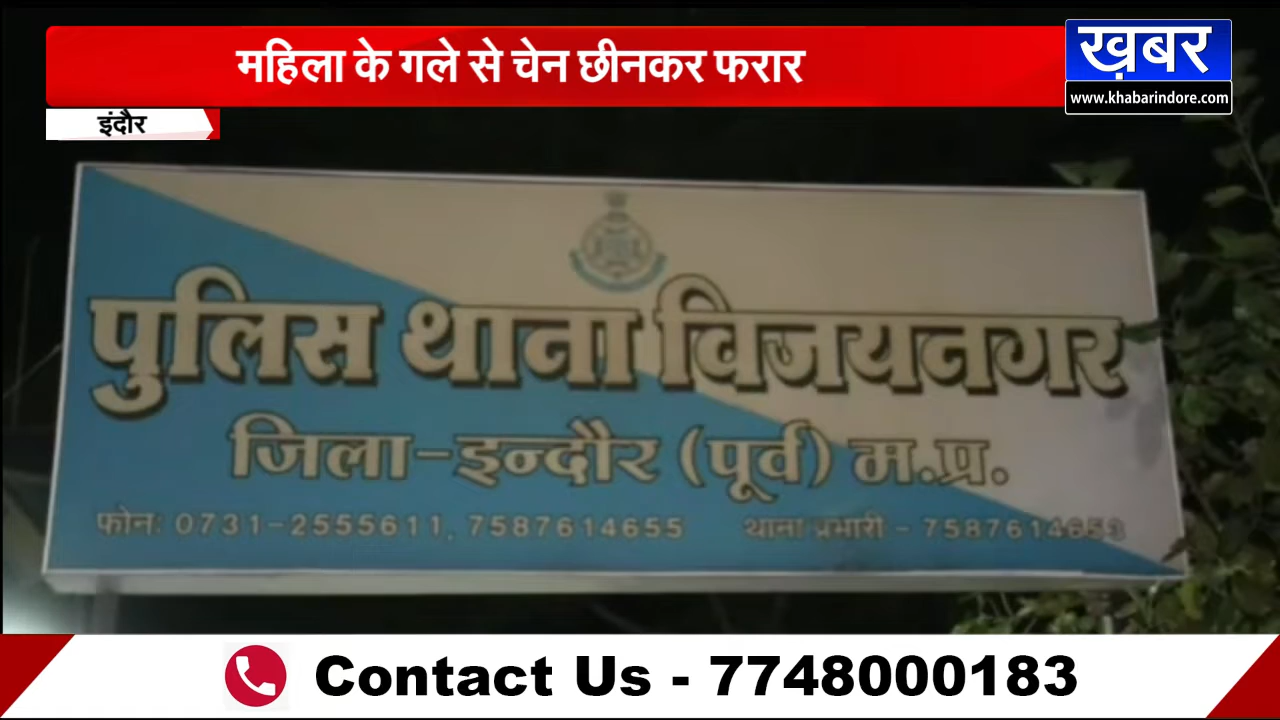 महिला के गले से चेन छीनकर फरार
ख़बर
www.khabarindore.com
इंदौर
पुलिस थाना विजयनगर
जिला-इन्दौर (पूर्व) म.प्र.
फोन: 0731-2555611, 7587614655 थाना प्रभारी - 7587614653
Contact Us - 7748000183